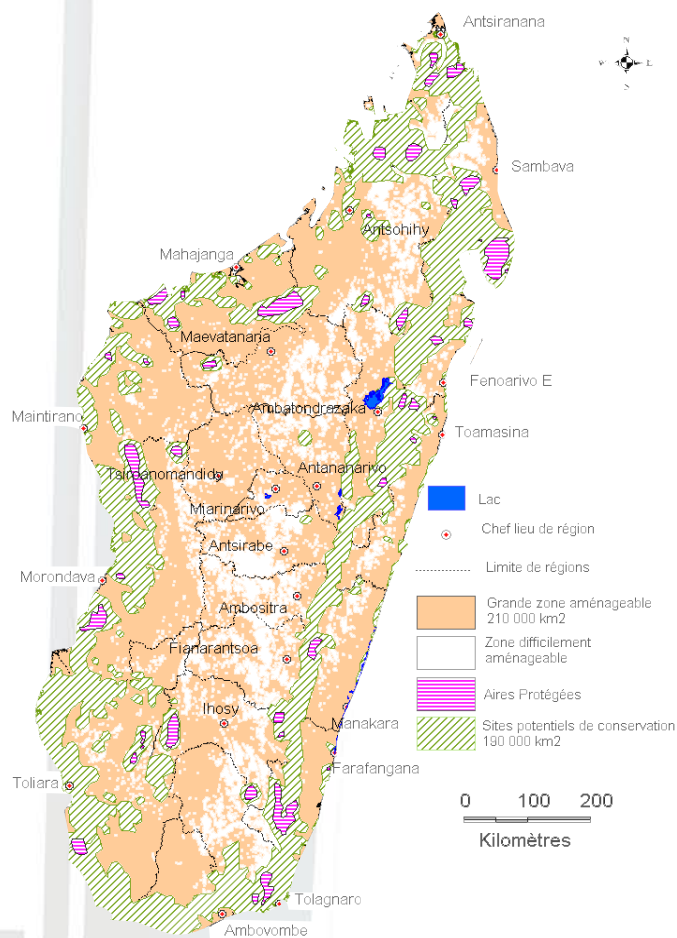 Antsiranana
N
W L
S
Sambava
Antsohihy
Mahajanga
Maevatanana
Fenoarivo E
Ambatondrazaka
Maintirano
Toamasina
Tsiroanomandidy
Antananarivo
Miarinarivo
Lac
Chef lieu de région
Antsirabe
Limite de régions
Morondava
Ambositra
Grande zone aménageable
210 000 km2
Zone difficilement
aménageable
Fianarantsoa
Aires Protégées
Ihosy
Manakara
Sites potentiels de conservation
190 000 km2
Farafangana
Toliara
0 100 200
Kilomètres
Tolagnaro
Ambovombe